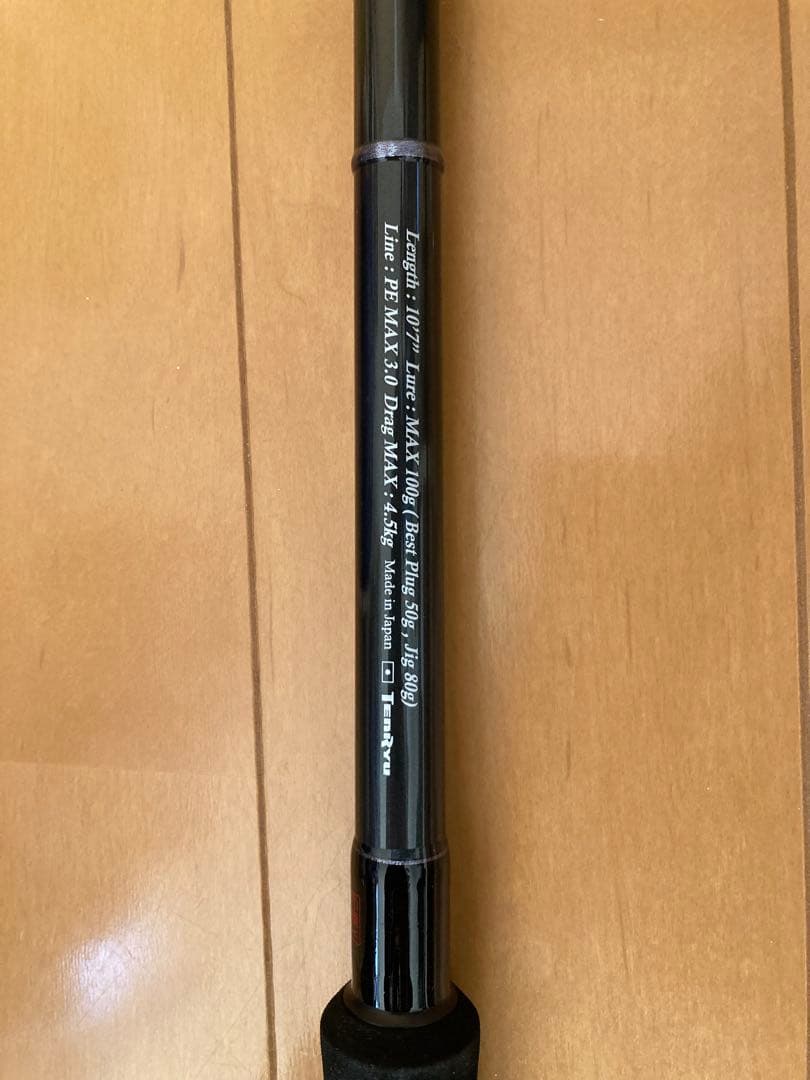 Length : 10'7" Lure : MAX 100g ( Best Plug 50g , Jig 80g)
Line : PE MAX 3.0 Drag MAX : 4.5kg Made in Japan TENRYU